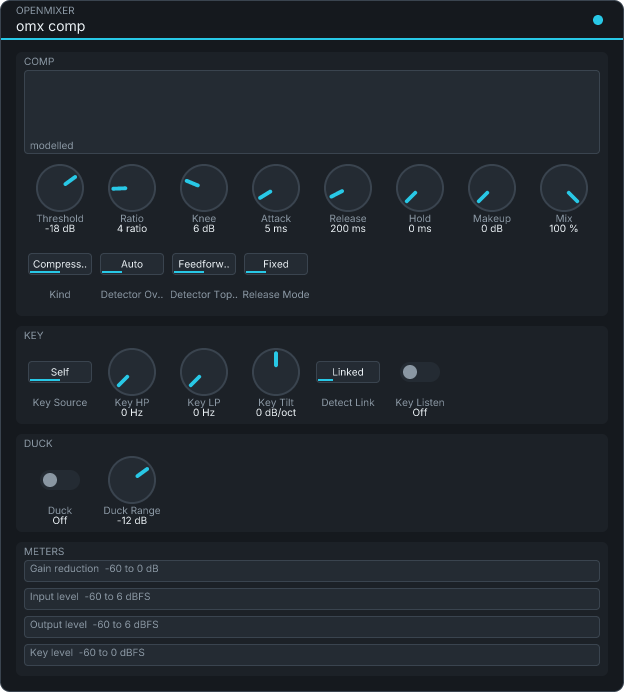 OPENMIXER
omx comp
COMP
modelled
Threshold Ratio Knee Attack Release Hold Makeup Mix
-18 dB 4 ratio 6 dB 5 ms 200 ms 0 ms 0 dB 100 %
Compress.. Auto Feedforw.. Fixed
Kind Detector Ov.. Detector Top.. Release Mode
KEY
Self Linked
Key Source Key HP Key LP Key Tilt Detect Link Key Listen
0 Hz 0 Hz 0 dB/oct Off
DUCK
Duck Duck Range
Off -12 dB
METERS
Gain reduction -60 to 0 dB
Input level -60 to 6 dBFS
Output level -60 to 6 dBFS
Key level -60 to 0 dBFS